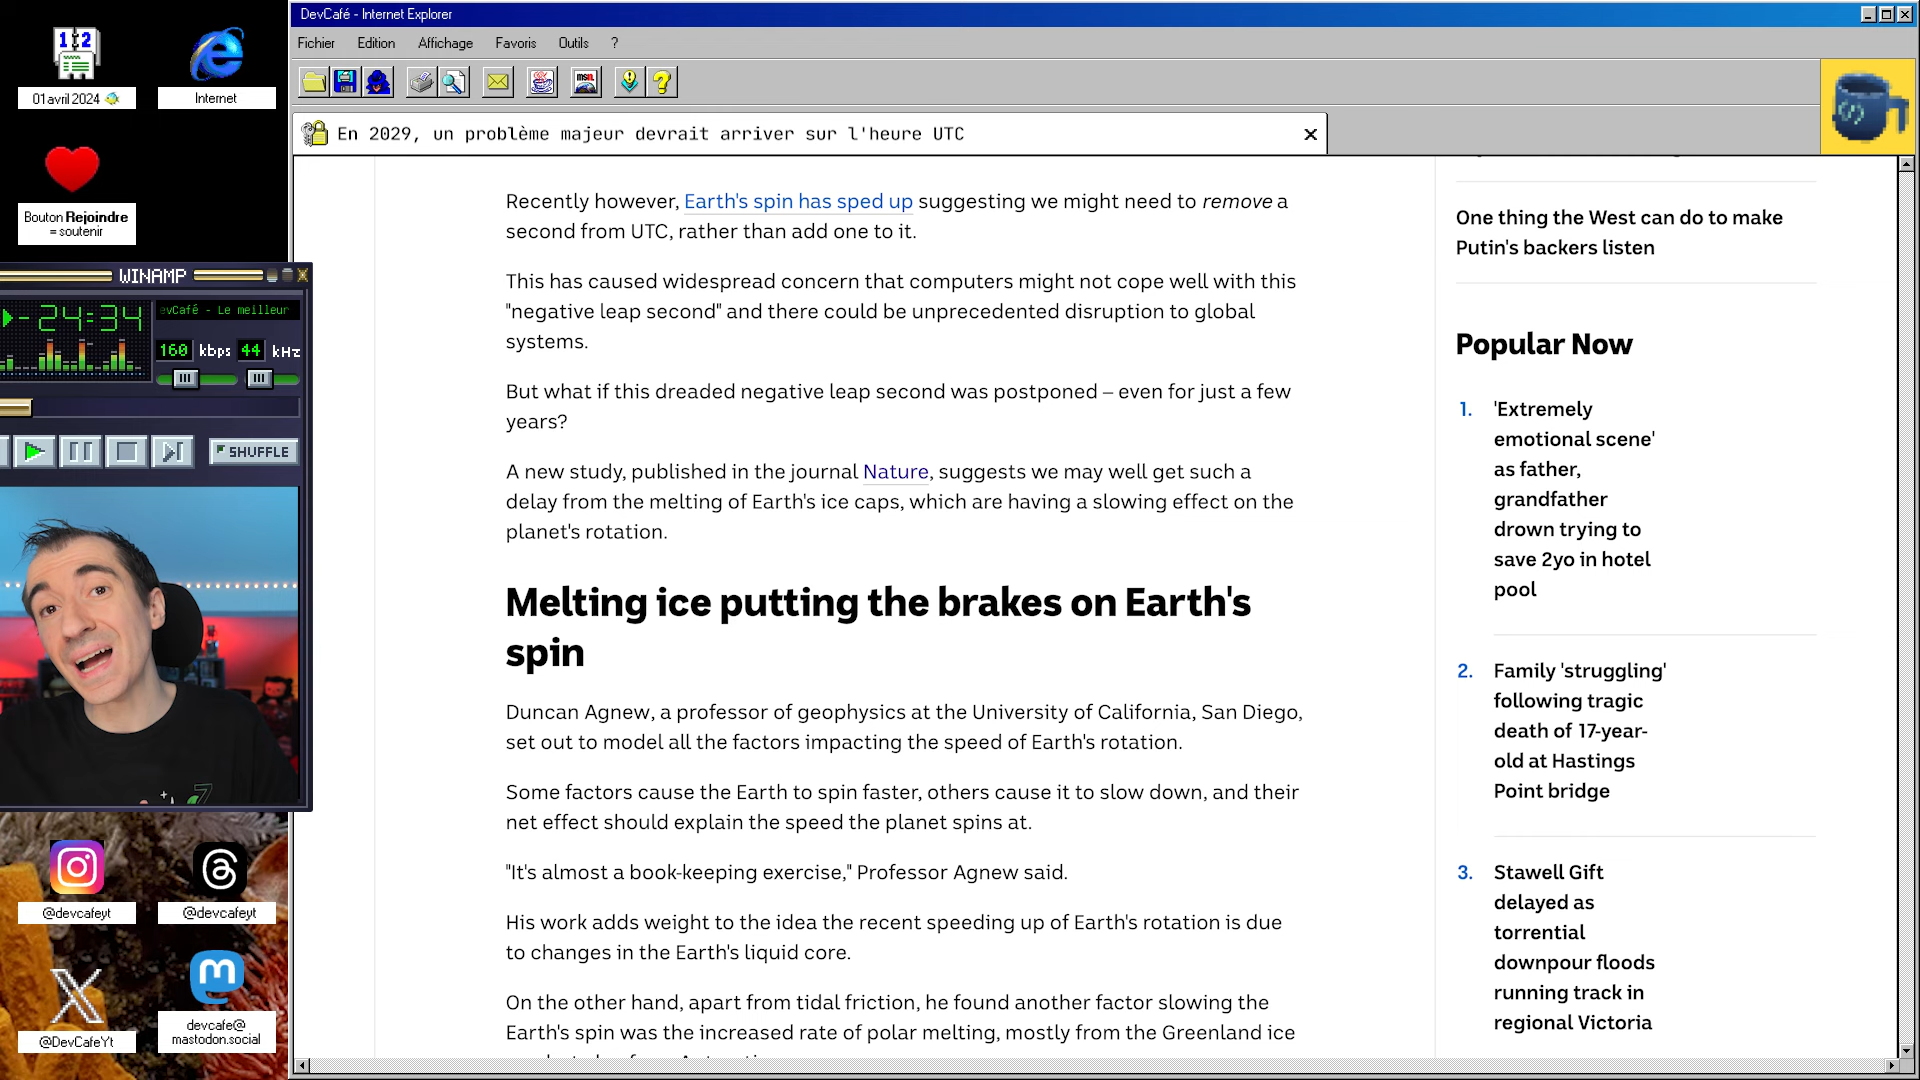 DevCafé - Internet Explorer
Fichier Edition Affichage Favoris Outils ?
01 avril 2024
Internet
msn
En 2029, un problème majeur devrait arriver sur l'heure UTC
Bouton Rejoindre
= soutenir
WINAMP
-24:34
evCafé - Le meilleur
160 kbps 44 kHz
SHUFFLE
Recently however, Earth's spin has sped up suggesting we might need to remove a
second from UTC, rather than add one to it.
This has caused widespread concern that computers might not cope well with this
"negative leap second" and there could be unprecedented disruption to global
systems.
But what if this dreaded negative leap second was postponed – even for just a few
years?
A new study, published in the journal Nature, suggests we may well get such a
delay from the melting of Earth's ice caps, which are having a slowing effect on the
planet's rotation.
Melting ice putting the brakes on Earth's
spin
Duncan Agnew, a professor of geophysics at the University of California, San Diego,
set out to model all the factors impacting the speed of Earth's rotation.
Some factors cause the Earth to spin faster, others cause it to slow down, and their
net effect should explain the speed the planet spins at.
"It's almost a book-keeping exercise," Professor Agnew said.
His work adds weight to the idea the recent speeding up of Earth's rotation is due
to changes in the Earth's liquid core.
On the other hand, apart from tidal friction, he found another factor slowing the
Earth's spin was the increased rate of polar melting, mostly from the Greenland ice
One thing the West can do to make
Putin's backers listen
Popular Now
1. 'Extremely
emotional scene'
as father,
grandfather
drown trying to
save 2yo in hotel
pool
2. Family 'struggling'
following tragic
death of 17-year-
old at Hastings
Point bridge
3. Stawell Gift
delayed as
torrential
downpour floods
running track in
regional Victoria
@devcafeyt
@devcafeyt
@DevCafeYt
devcafe@
mastodon.social